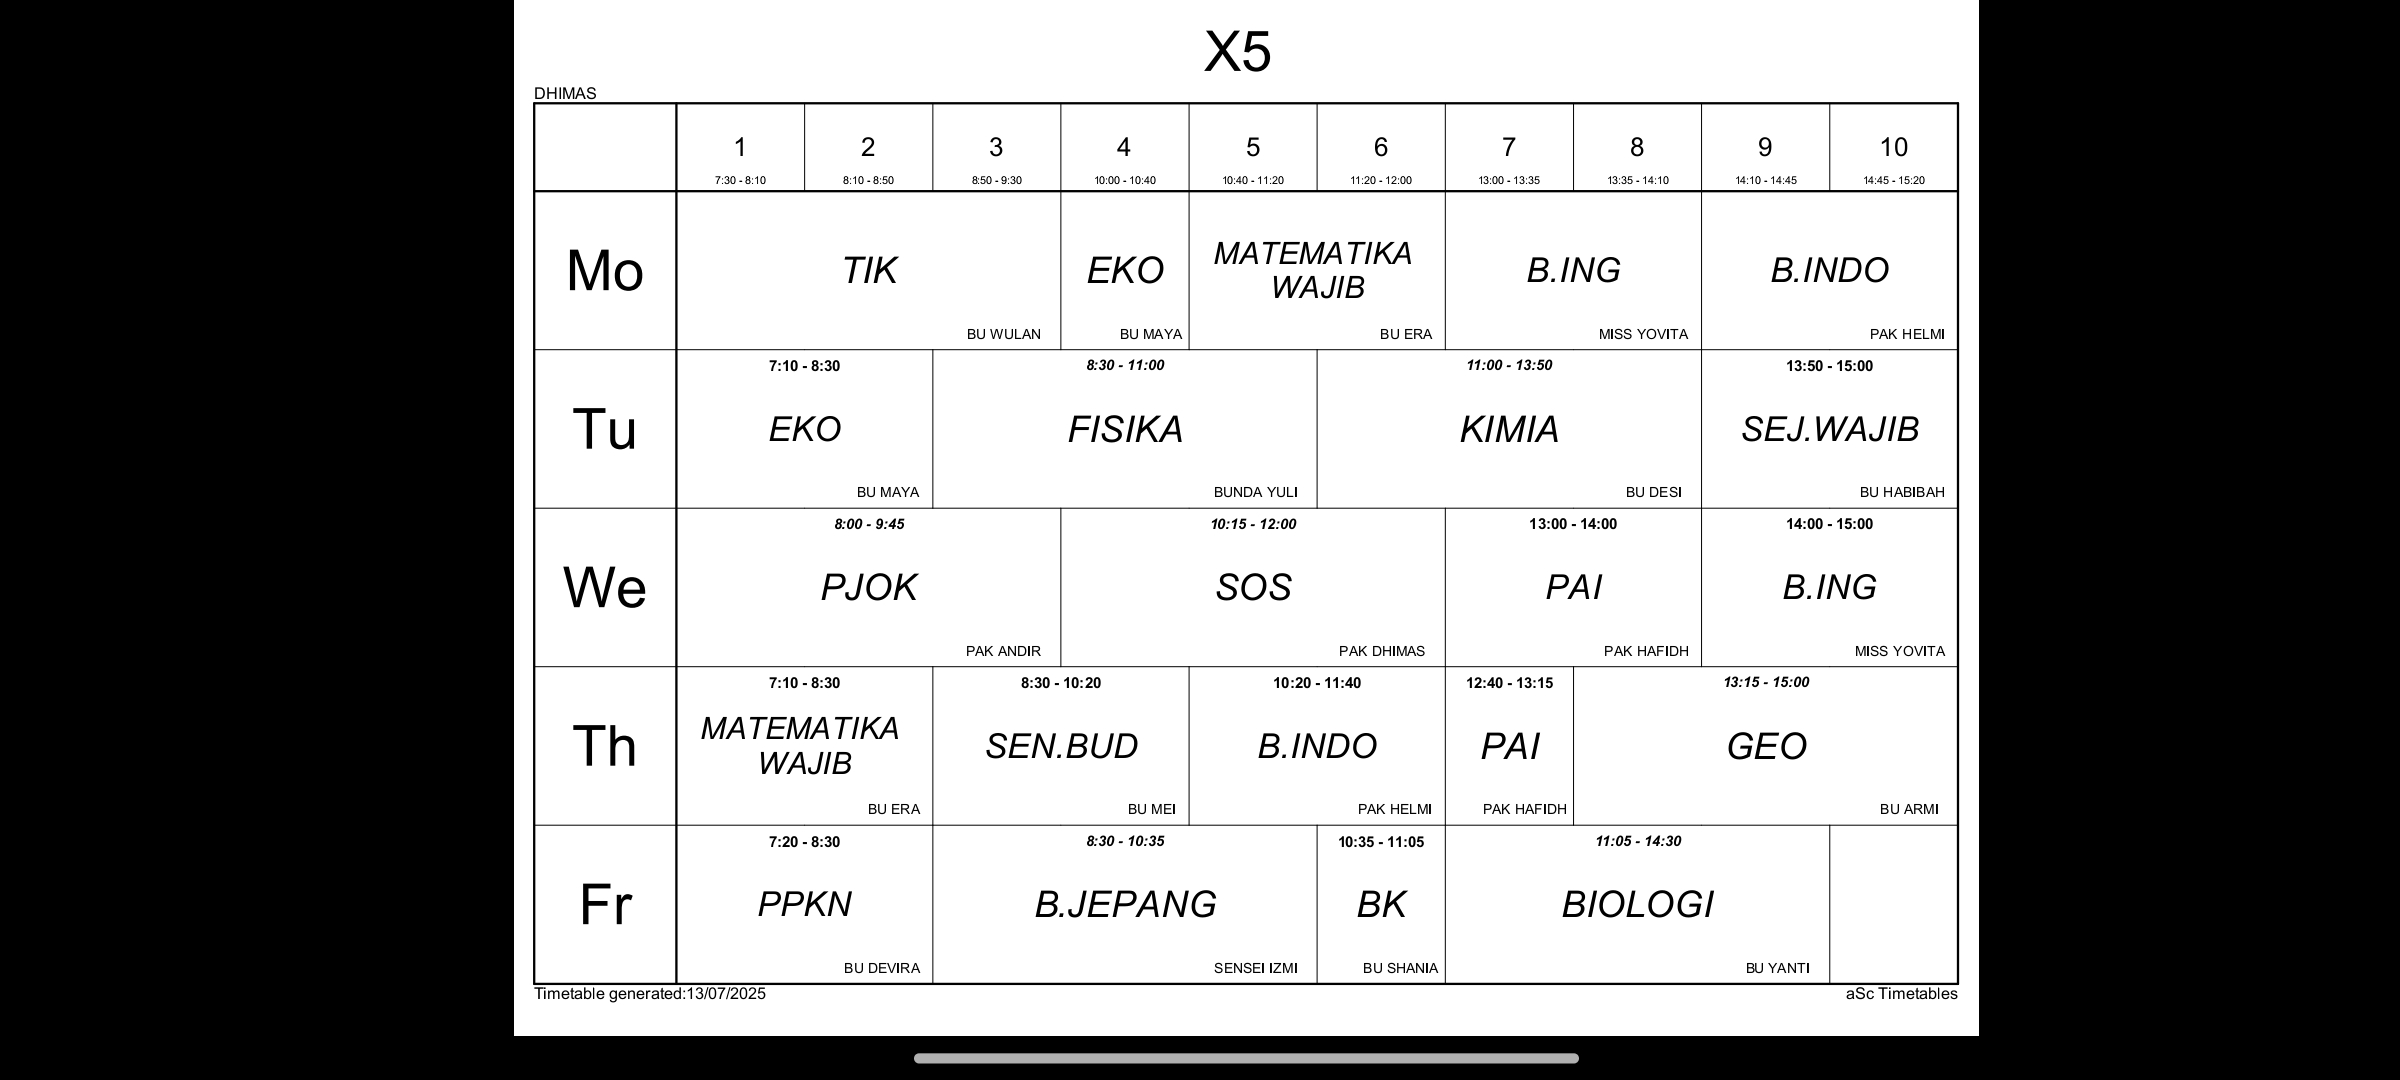 X5
DHIMAS
1 2 3 4 5 6 7 8 9 10
7:30 - 8:10 8:10 - 8:50 8:50 - 9:30 10:00 - 10:40 10:40 - 11:20 11:20 - 12:00 13:00 - 13:35 13:35 - 14:10 14:10 - 14:45 14:45 - 15:20
Mo
TIK
BU WULAN
EKO
BU MAYA
MATEMATIKA
WAJIB
BU ERA
B.ING
MISS YOVITA
B.INDO
PAK HELMI
Tu
7:10 - 8:30
EKO
BU MAYA
8:30 - 11:00
FISIKA
BUNDA YULI
11:00 - 13:50
KIMIA
BU DESI
13:50 - 15:00
SEJ.WAJIB
BU HABIBAH
We
8:00 - 9:45
PJOK
PAK ANDIR
10:15 - 12:00
SOS
PAK DHIMAS
13:00 - 14:00
PAI
PAK HAFIDH
14:00 - 15:00
B.ING
MISS YOVITA
Th
7:10 - 8:30
MATEMATIKA
WAJIB
BU ERA
8:30 - 10:20
SEN.BUD
BU MEI
10:20 - 11:40
B.INDO
PAK HELMI
12:40 - 13:15
PAI
PAK HAFIDH
13:15 - 15:00
GEO
BU ARMI
Fr
7:20 - 8:30
PPKN
BU DEVIRA
8:30 - 10:35
B.JEPANG
SENSEI IZMI
10:35 - 11:05
BK
BU SHANIA
11:05 - 14:30
BIOLOGI
BU YANTI
Timetable generated:13/07/2025
aSc Timetables